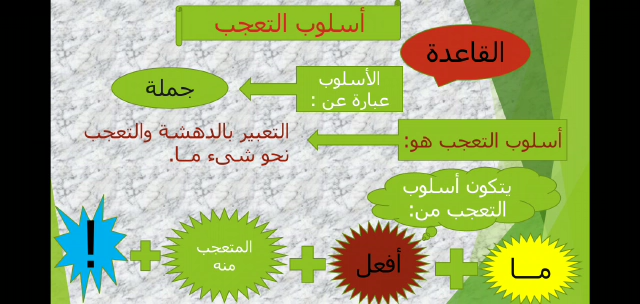 أسلوب التعجب
القاعدة
الأسلوب
عبارة عن :
جملة
أسلوب التعجب هو:
التعبير بالدهشة والتعجب
نحو شيء مـا.
يتكون أسلوب
التعجب من:
مــا
أفعل
المتعجب
منه
!